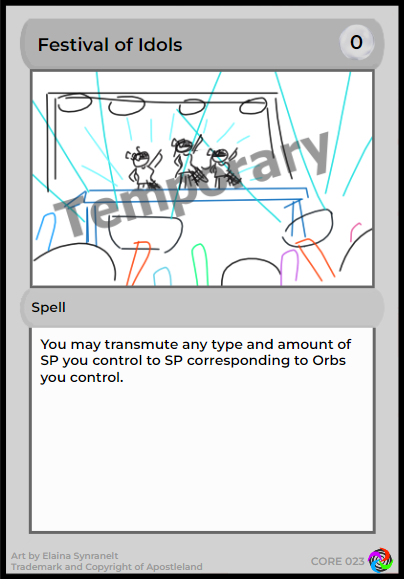 Festival of Idols
0
Temporary
Spell
You may transmute any type and amount of
SP you control to SP corresponding to Orbs
you control.
Art by Elaina Synranelt
Trademark and Copyright of Apostleland
CORE 023